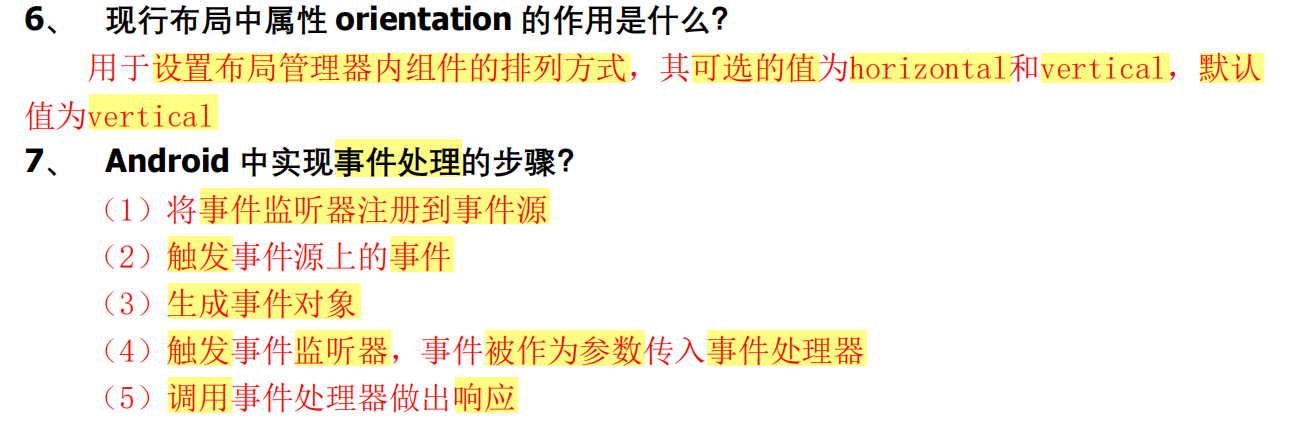 6、 现行布局中属性 orientation 的作用是什么？
用于设置布局管理器内组件的排列方式，其可选的值为horizontal和vertical，默认
值为vertical
7、 Android 中实现事件处理的步骤？
（1）将事件监听器注册到事件源
（2）触发事件源上的事件
（3）生成事件对象
（4）触发事件监听器，事件被作为参数传入事件处理器
（5）调用事件处理器做出响应